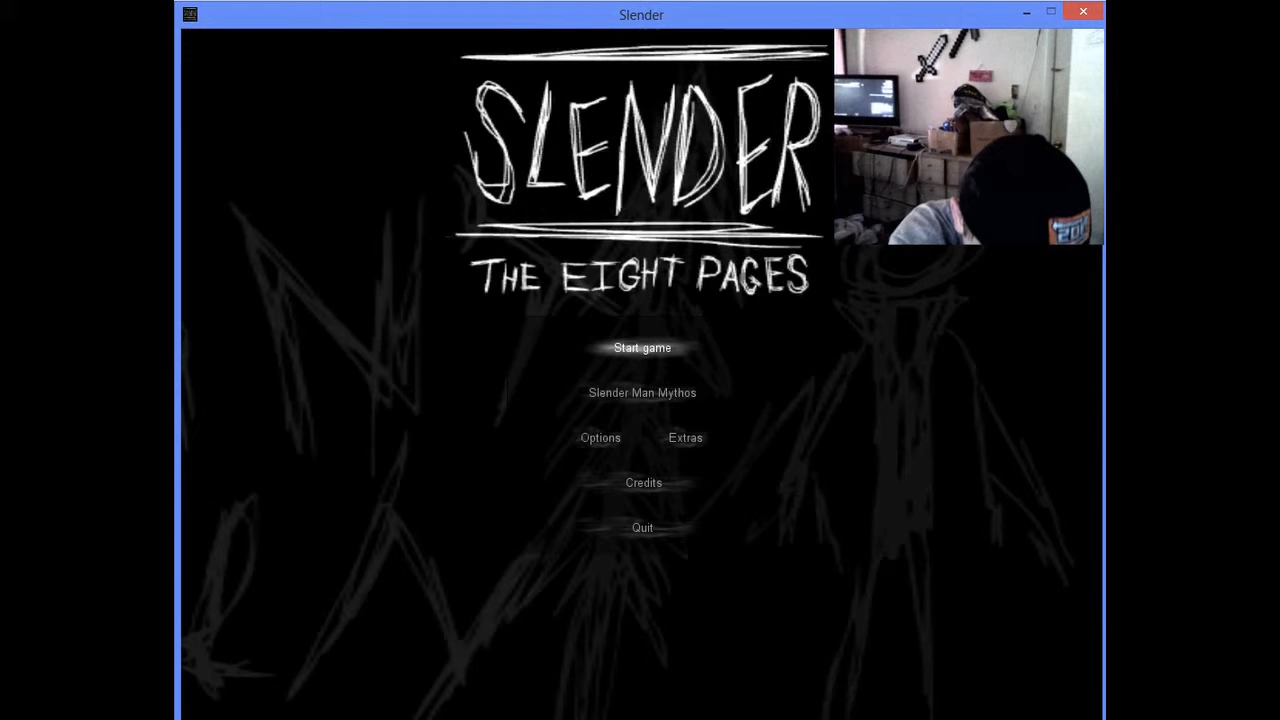 Slender
SLENDER
THE EIGHT PAGES
Start game
Slender Man Mythos
Options Extras
Credits
Quit